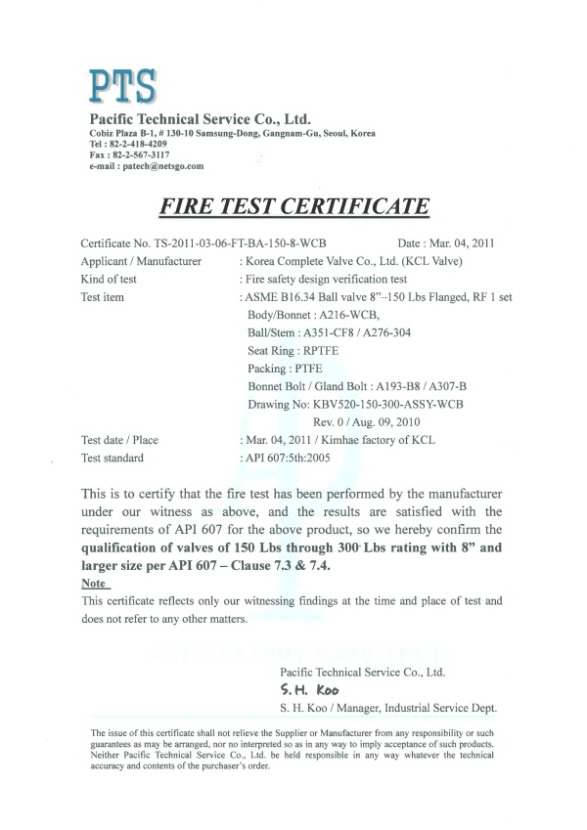 PTS
Pacific Technical Service Co., Ltd.
Cobiz Plaza B-1, # 130-10 Samsung-Dong, Gangnam-Gu, Seoul, Korea
Tel : 82-2-418-4209
Fax : 82-2-567-3117
e-mail : patech@netsgo.com
FIRE TEST CERTIFICATE
Certificate No. TS-2011-03-06-FT-BA-150-8-WCB Date : Mar. 04, 2011
Applicant / Manufacturer : Korea Complete Valve Co., Ltd. (KCL Valve)
Kind of test : Fire safety design verification test
Test item : ASME B16.34 Ball valve 8”–150 Lbs Flanged, RF 1 set
Body/Bonnet : A216-WCB,
Ball/Stem : A351-CF8 / A276-304
Seat Ring : RPTFE
Packing : PTFE
Bonnet Bolt / Gland Bolt : A193-B8 / A307-B
Drawing No: KBV520-150-300-ASSY-WCB
Rev. 0 / Aug. 09, 2010
Test date / Place : Mar. 04, 2011 / Kimhae factory of KCL
Test standard : API 607:5th:2005
This is to certify that the fire test has been performed by the manufacturer
under our witness as above, and the results are satisfied with the
requirements of API 607 for the above product, so we hereby confirm the
qualification of valves of 150 Lbs through 300 Lbs rating with 8” and
larger size per API 607 – Clause 7.3 & 7.4.
Note
This certificate reflects only our witnessing findings at the time and place of test and
does not refer to any other matters.
Pacific Technical Service Co., Ltd.
S. H. Koo
S. H. Koo / Manager, Industrial Service Dept.
The issue of this certificate shall not relieve the Supplier or Manufacturer from any responsibility or such
guarantees as may be arranged, nor no interpreted so as in any way to imply acceptance of such products.
Neither Pacific Technical Service Co., Ltd. be held responsible in any way whatever the technical
accuracy and contents of the purchaser's order.